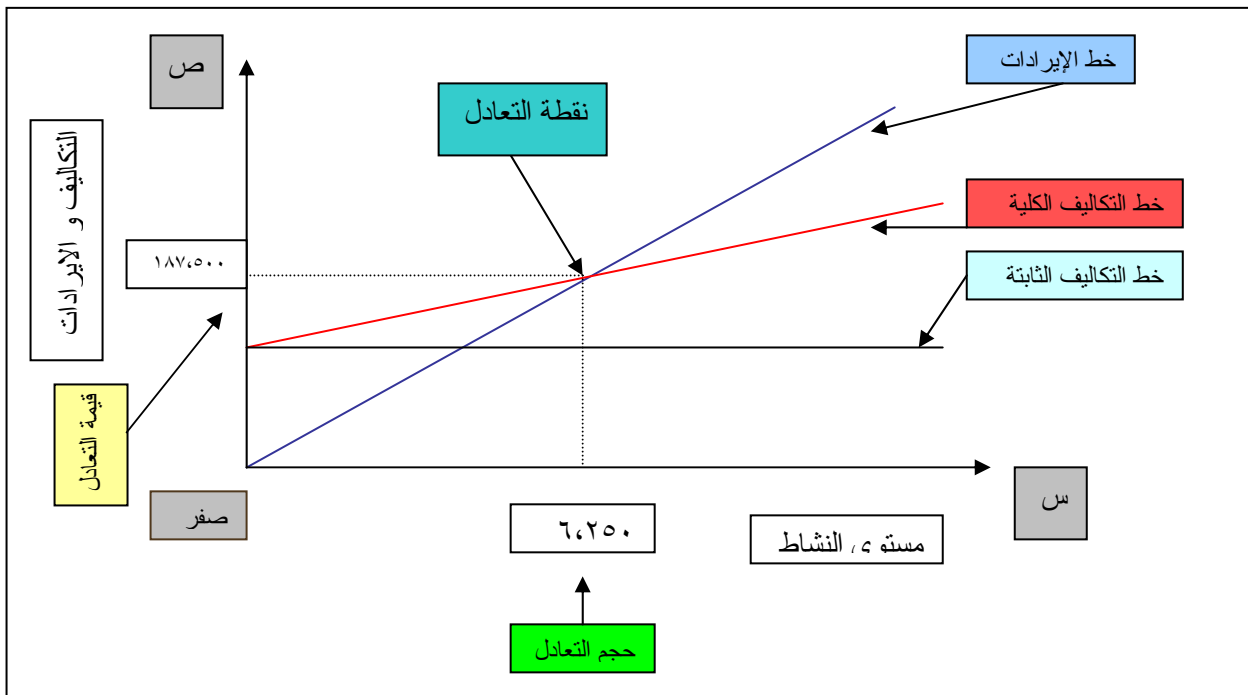 ص
خط الإيرادات
نقطة التعادل
التكاليف و الايرادات
خط التكاليف الكلية
١٨٧،٥٠٠
خط التكاليف الثابتة
قيمة التعادل
صفر
٦،٢٥٠
مستوى النشاط
س
حجم التعادل